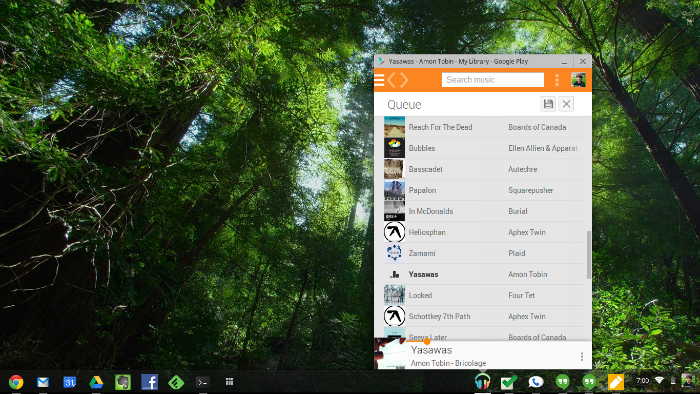 Yasawas - Amon Tobin - My Library - Google Play
Search music
Queue
Reach For The Dead Boards of Canada
Bubbles Ellen Allien & Apparat
Basscadet Autechre
Papalon Squarepusher
In McDonalds Burial
Heliosphan Aphex Twin
Zamami Plaid
Yasawas Amon Tobin
Locked Four Tet
Schottkey 7th Path Aphex Twin
Seeya Later Boards of Canada
Yasawas
Amon Tobin - Bricolage
31
7:00